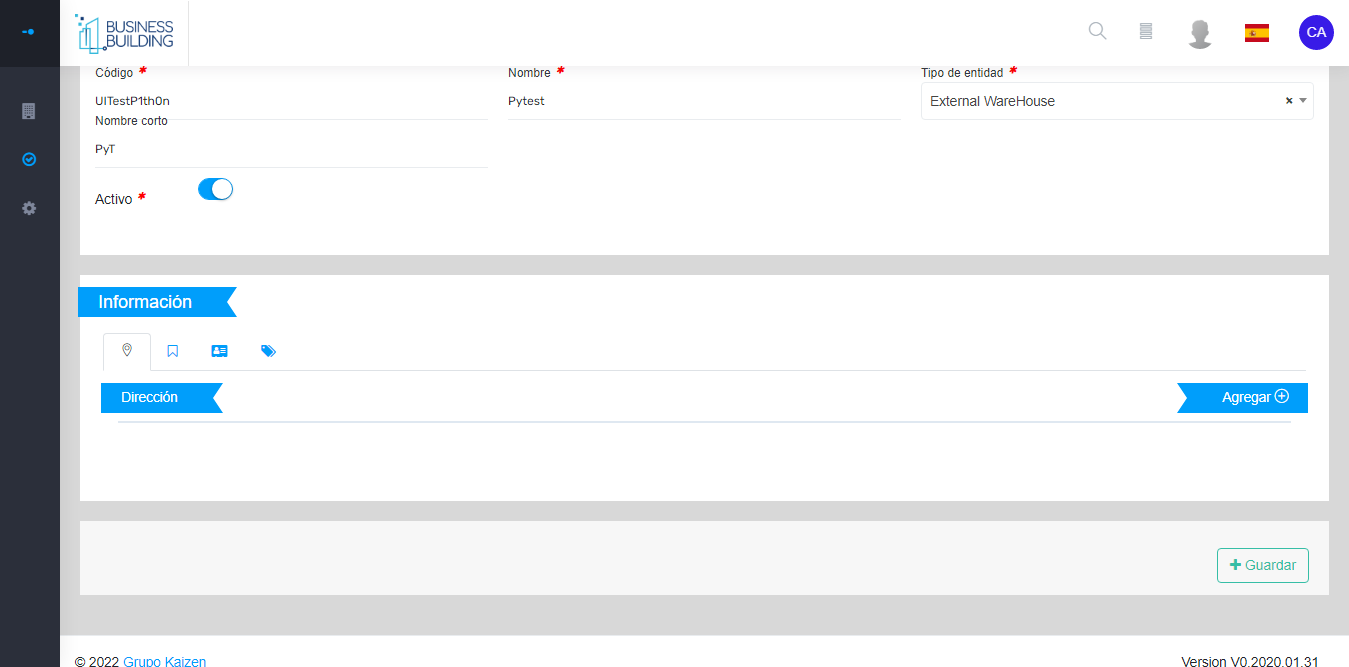 BUSINESS
BUILDING
CA
Código *
Nombre *
Tipo de entidad *
UITestP1th0n
Pytest
External WareHouse
×
Nombre corto
PyT
Activo *
Información
Dirección
Agregar
Guardar
© 2022 Grupo Kaizen
Version V0.2020.01.31